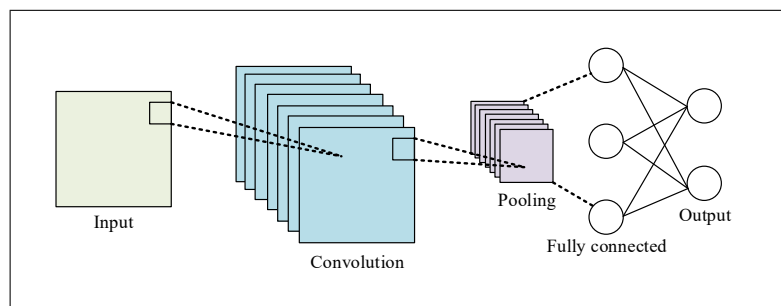 Input
Convolution
Pooling
Fully connected
Output